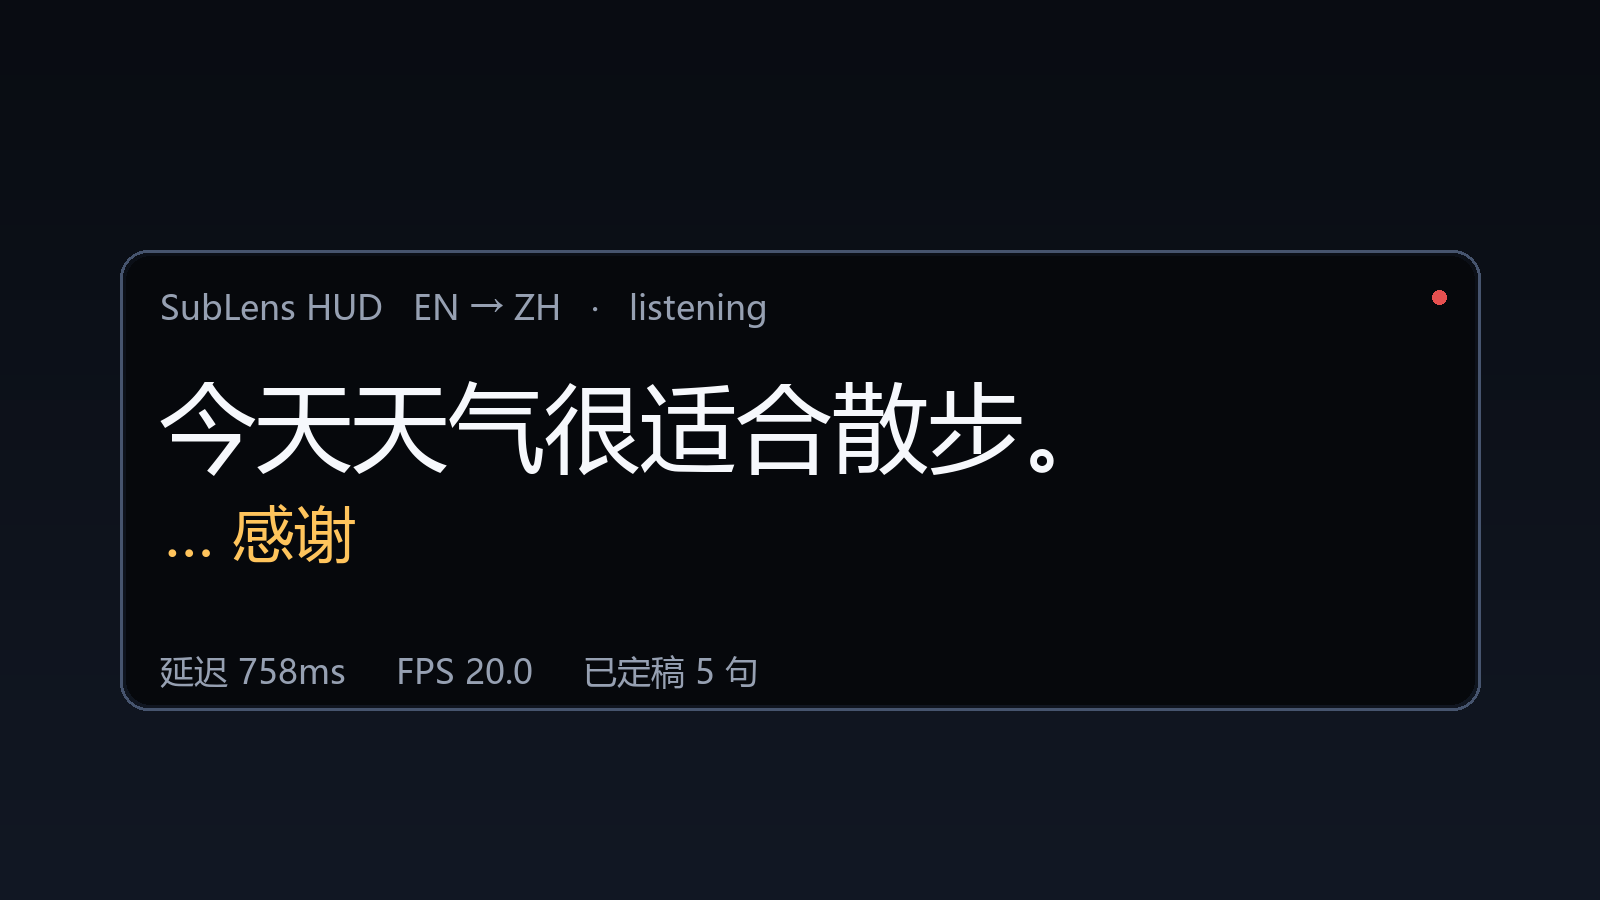 SubLens HUD EN → ZH · listening
今天天气很适合散步。
… 感谢
延迟 758ms FPS 20.0 已定稿 5 句